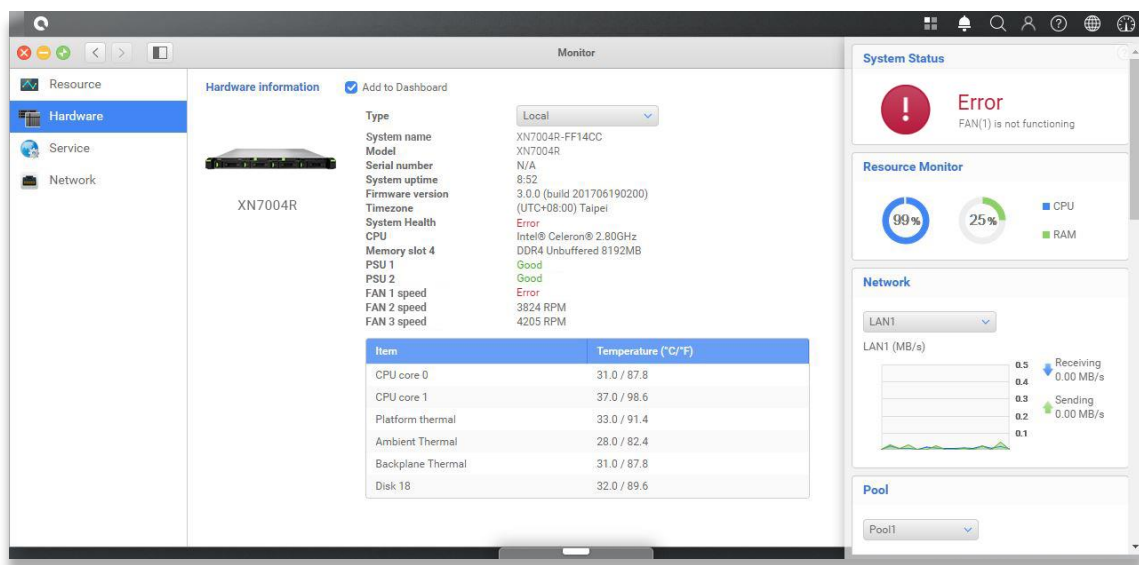 Monitor
Resource
Hardware
Service
Network
Hardware information
Add to Dashboard
XN7004R
Type Local
System name XN7004R-FF14CC
Model XN7004R
Serial number N/A
System uptime 8:52
Firmware version 3.0.0 (build 201706190200)
Timezone (UTC+08:00) Taipei
System Health Error
CPU Intel® Celeron® 2.80GHz
Memory slot 4 DDR4 Unbuffered 8192MB
PSU 1 Good
PSU 2 Good
FAN 1 speed Error
FAN 2 speed 3824 RPM
FAN 3 speed 4205 RPM
Item Temperature (°C/°F)
CPU core 0 31.0 / 87.8
CPU core 1 37.0 / 98.6
Platform thermal 33.0 / 91.4
Ambient Thermal 28.0 / 82.4
Backplane Thermal 31.0 / 87.8
Disk 18 32.0 / 89.6
System Status
Error
FAN(1) is not functioning
Resource Monitor
99%
25%
CPU
RAM
Network
LAN1
LAN1 (MB/s)
0.5
0.4
0.3
0.2
0.1
Receiving
0.00 MB/s
Sending
0.00 MB/s
Pool
Pool1